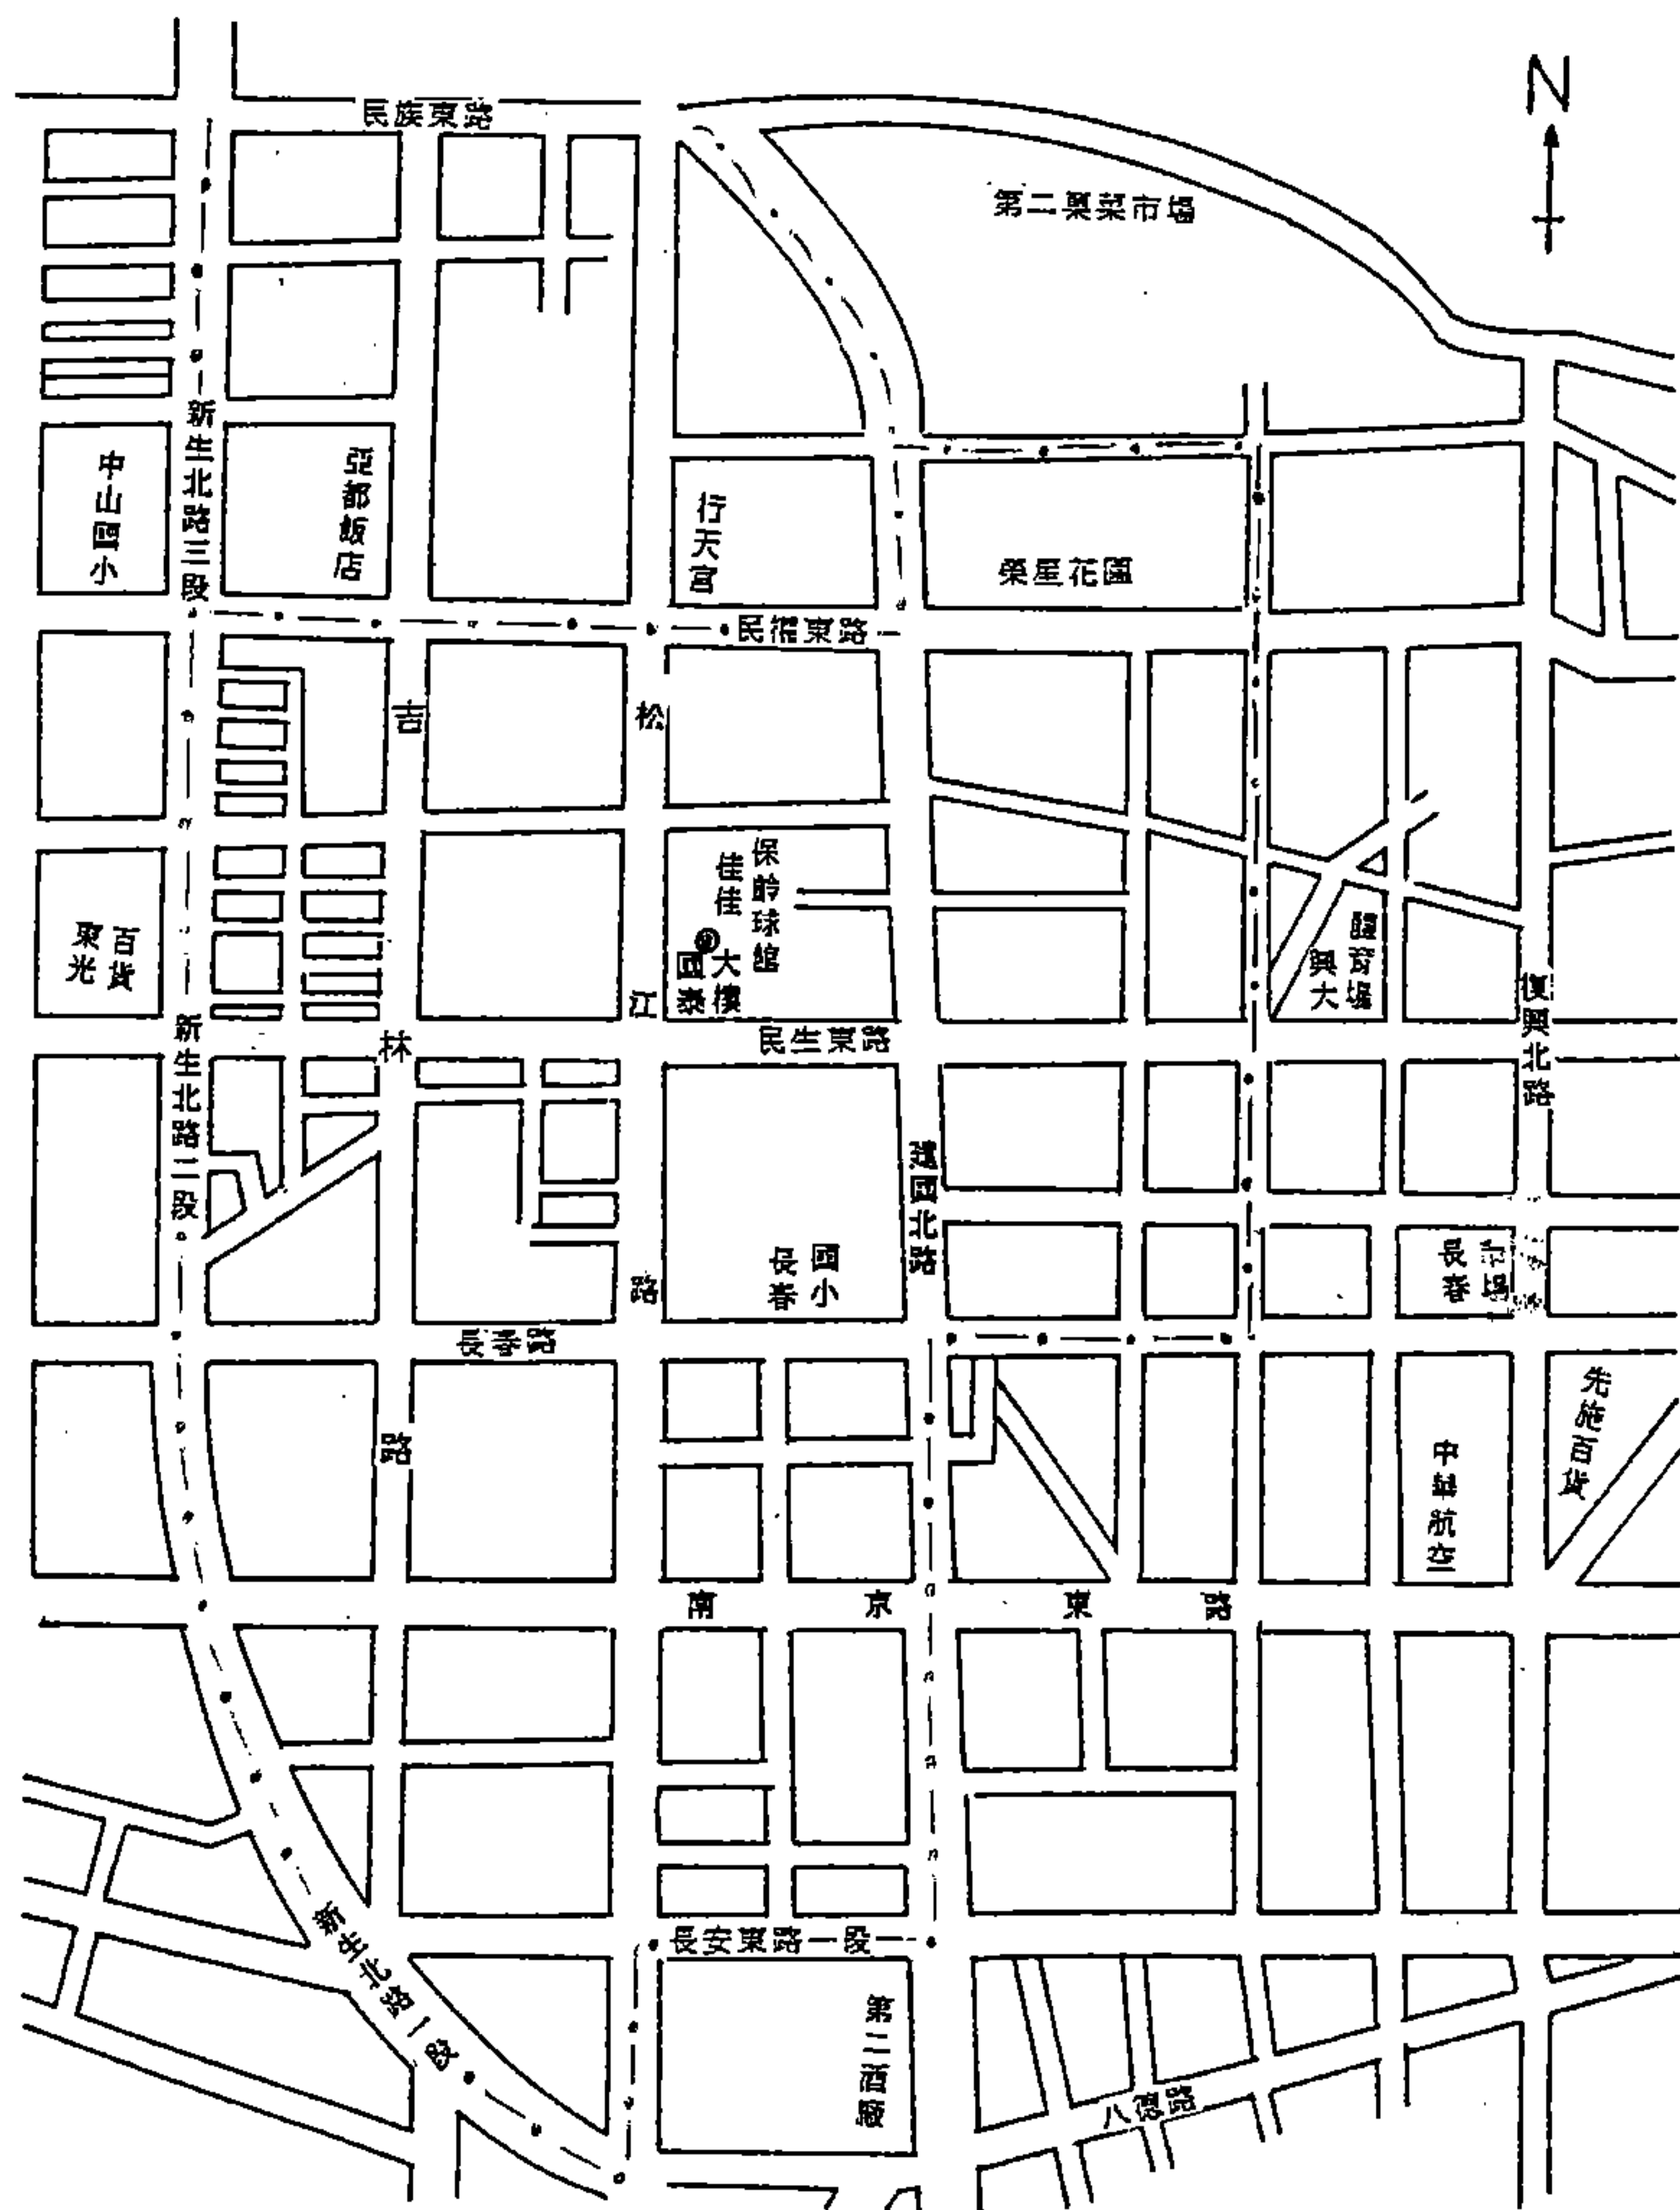 N
民族東路
第二果菜市場
新生北路三段
中山國小
亞都飯店
行天宮
榮星花園
民權東路
吉林路
松江路
保齡球館
佳佳
國泰
大樓
百貨
聚光
體育場
興大
復興北路
民生東路
新生北路二段
建國北路
國小
長春
市場
長春
長春路
先施百貨
中華航空
南京東路
長安東路一段
新生北路一段
第二酒廠
八德路